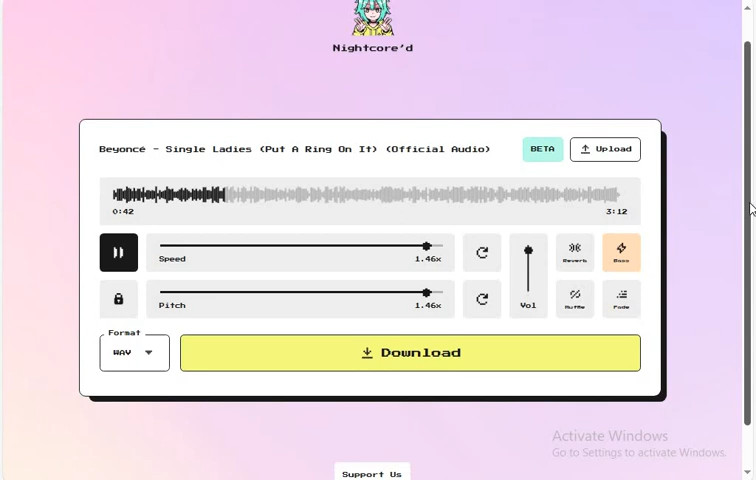 Nightcore'd
Beyoncé - Single Ladies (Put A Ring On It) (Official Audio)
BETA
Upload
0:42
3:12
Speed
1.46x
Reverb
Bass
Pitch
1.46x
Vol
Muffle
Fade
Format
WAV
Download
Activate Windows
Go to Settings to activate Windows.
Support Us